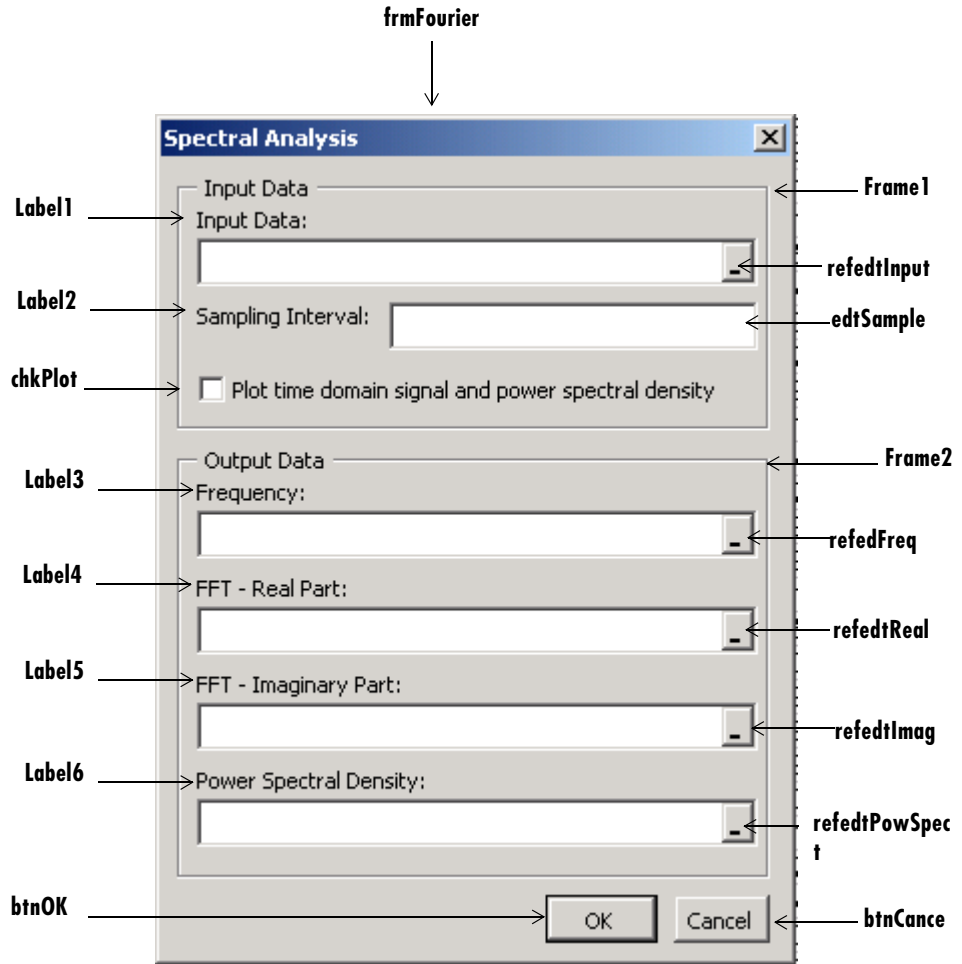 frmFourier
Spectral Analysis
Input Data
Frame1
Label1
Input Data:
refedtInput
Label2
Sampling Interval:
edtSample
chkPlot
Plot time domain signal and power spectral density
Output Data
Frame2
Label3
Frequency:
refedFreq
Label4
FFT - Real Part:
refedtReal
Label5
FFT - Imaginary Part:
refedtImag
Label6
Power Spectral Density:
refedtPowSpec
t
btnOK
OK
Cancel
btnCance